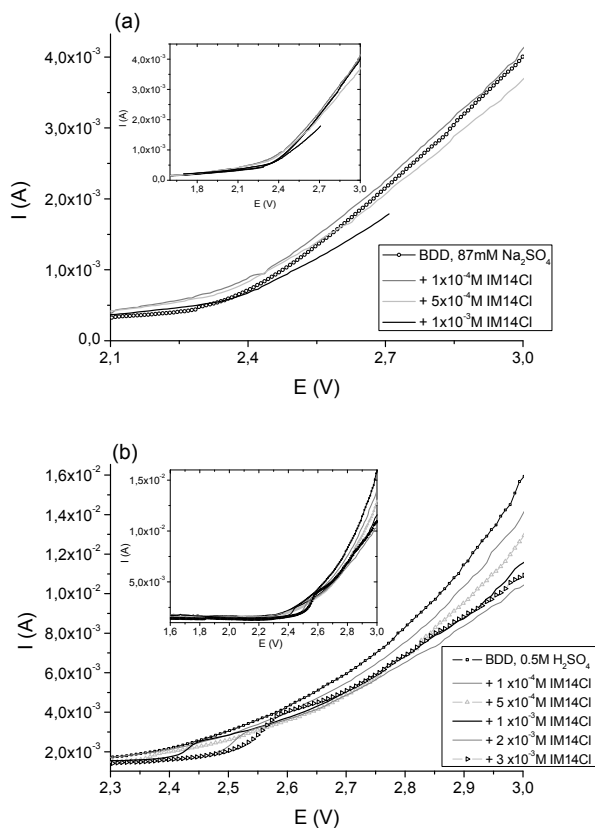 (a)
4,0x10⁻³
3,0x10⁻³
2,0x10⁻³
1,0x10⁻³
0,0
I (A)
2,1
2,4
2,7
3,0
E (V)
4,0x10⁻³
3,0x10⁻³
2,0x10⁻³
1,0x10⁻³
0,0
I (A)
1,8
2,1
2,4
2,7
3,0
E (V)
BDD, 87mM Na₂SO₄
+ 1x10⁻⁴M IM14Cl
+ 5x10⁻⁴M IM14Cl
+ 1x10⁻³M IM14Cl
(b)
1,6x10⁻²
1,4x10⁻²
1,2x10⁻²
1,0x10⁻²
8,0x10⁻³
6,0x10⁻³
4,0x10⁻³
2,0x10⁻³
I (A)
2,3
2,4
2,5
2,6
2,7
2,8
2,9
3,0
E (V)
1,5x10⁻²
1,0x10⁻²
5,0x10⁻³
I (A)
1,6
1,8
2,0
2,2
2,4
2,6
2,8
3,0
E (V)
BDD, 0.5M H₂SO₄
+ 1 x10⁻⁴M IM14Cl
+ 5 x10⁻⁴M IM14Cl
+ 1 x10⁻³M IM14Cl
+ 2 x10⁻³M IM14Cl
+ 3 x10⁻³M IM14Cl